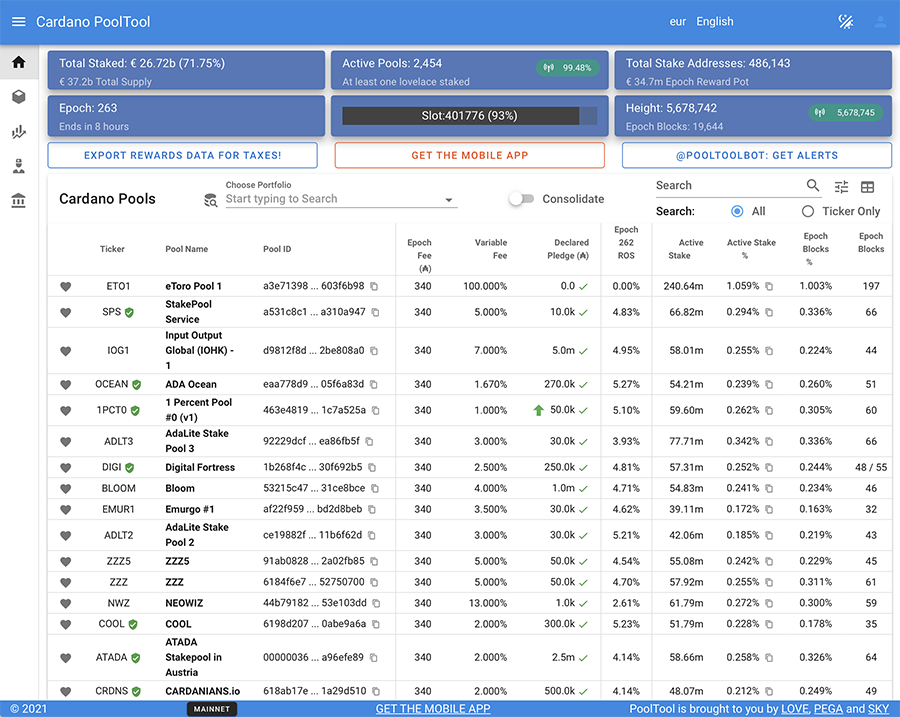 Cardano PoolTool
eur English
Total Staked: € 26.72b (71.75%)
€ 37.2b Total Supply
Active Pools: 2,454
At least one lovelace staked
99.48%
Total Stake Addresses: 486,143
€ 34.7m Epoch Reward Pot
Epoch: 263
Ends in 8 hours
Slot:401776 (93%)
Height: 5,678,742
Epoch Blocks: 19,644
5,678,745
EXPORT REWARDS DATA FOR TAXES!
GET THE MOBILE APP
@POOLTOOLBOT: GET ALERTS
Cardano Pools
Choose Portfolio
Start typing to Search
Consolidate
Search
Search: All Ticker Only
Ticker Pool Name Pool ID Epoch Fee (₳) Variable Fee Declared Pledge (₳) Epoch 262 ROS Active Stake Active Stake % Epoch Blocks % Epoch Blocks
ETO1 eToro Pool 1 a3e71398 ... 603f6b98 340 100.000% 0.0 0.00% 240.64m 1.059% 1.003% 197
SPS StakePool Service a531c8c1 ... a310a947 340 5.000% 10.0k 4.83% 66.82m 0.294% 0.336% 66
IOG1 Input Output Global (IOHK) - 1 d9812f8d ... 2be808a0 340 7.000% 5.0m 4.95% 58.01m 0.255% 0.224% 44
OCEAN ADA Ocean eaa778d9 ... 05f6a83d 340 1.670% 270.0k 5.27% 54.21m 0.239% 0.260% 51
1PCT0 1 Percent Pool #0 (v1) 463e4819 ... 1c7a525a 340 1.000% 50.0k 5.10% 59.60m 0.262% 0.305% 60
ADLT3 AdaLite Stake Pool 3 92229dcf ... ea86fb5f 340 3.000% 30.0k 3.93% 77.71m 0.342% 0.336% 66
DIGI Digital Fortress 1b268f4c ... 30f692b5 340 2.500% 250.0k 4.81% 57.31m 0.252% 0.244% 48 / 55
BLOOM Bloom 53215c47 ... 31ce8bce 340 4.000% 1.0m 4.71% 54.83m 0.241% 0.234% 46
EMUR1 Emurgo #1 af22f959 ... bd2d8beb 340 3.500% 30.0k 4.62% 39.11m 0.172% 0.163% 32
ADLT2 AdaLite Stake Pool 2 ce19882f ... 11b6f62d 340 3.000% 30.0k 5.21% 42.06m 0.185% 0.219% 43
ZZZ5 ZZZ5 91ab0828 ... 2a02fb85 340 5.000% 50.0k 4.54% 55.08m 0.242% 0.229% 45
ZZZ ZZZ 6184f6e7 ... 52750700 340 5.000% 50.0k 4.70% 57.92m 0.255% 0.311% 61
NWZ NEOWIZ 44b79182 ... 53e103dd 340 13.000% 1.0k 2.61% 61.79m 0.272% 0.300% 59
COOL COOL 6198d207 ... 0abe9a6a 340 2.000% 300.0k 5.23% 51.79m 0.228% 0.178% 35
ATADA ATADA Stakepool in Austria 00000036 ... a96efe89 340 2.000% 2.5m 4.14% 58.66m 0.258% 0.326% 64
CRDNS CARDANIANS.io 618ab17e ... 1a29d510 340 2.000% 500.0k 4.14% 48.07m 0.212% 0.249% 49
© 2021 MAINNET GET THE MOBILE APP PoolTool is brought to you by LOVE, PEGA and SKY